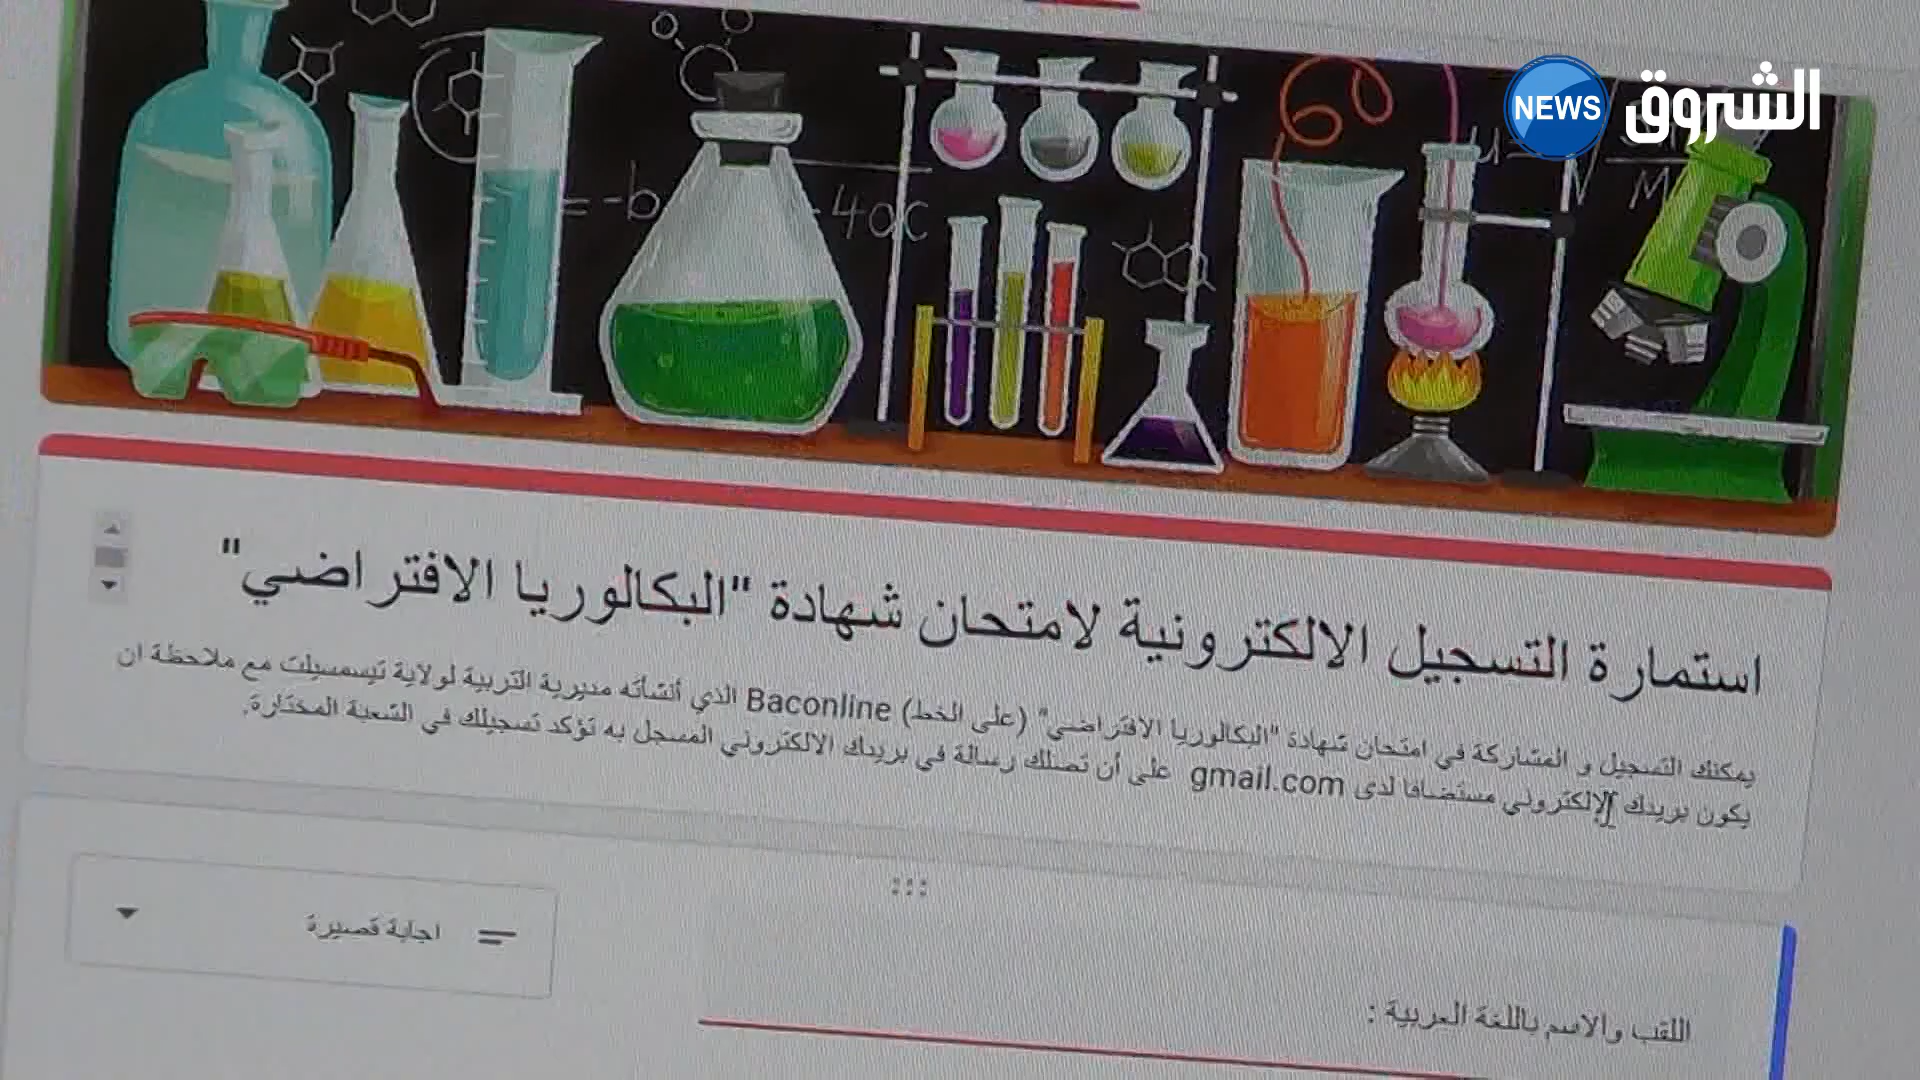 NEWS الشروق
= -b
-4ac
M
استمارة التسجيل الالكترونية لامتحان شهادة "البكالوريا الافتراضي"
يمكنك التسجيل و المشاركة في امتحان شهادة "البكالوريا الافتراضي" (على الخط) Baconline الذي أنشأته مديرية التربية لولاية تيسمسيلت مع ملاحظة ان
يكون بريدك الإلكتروني مستضافا لدى gmail.com على أن تصلك رسالة في بريدك الالكتروني المسجل به تؤكد تسجيلك في الشعبة المختارة.
اجابة قصيرة
اللقب والاسم باللغة العربية :